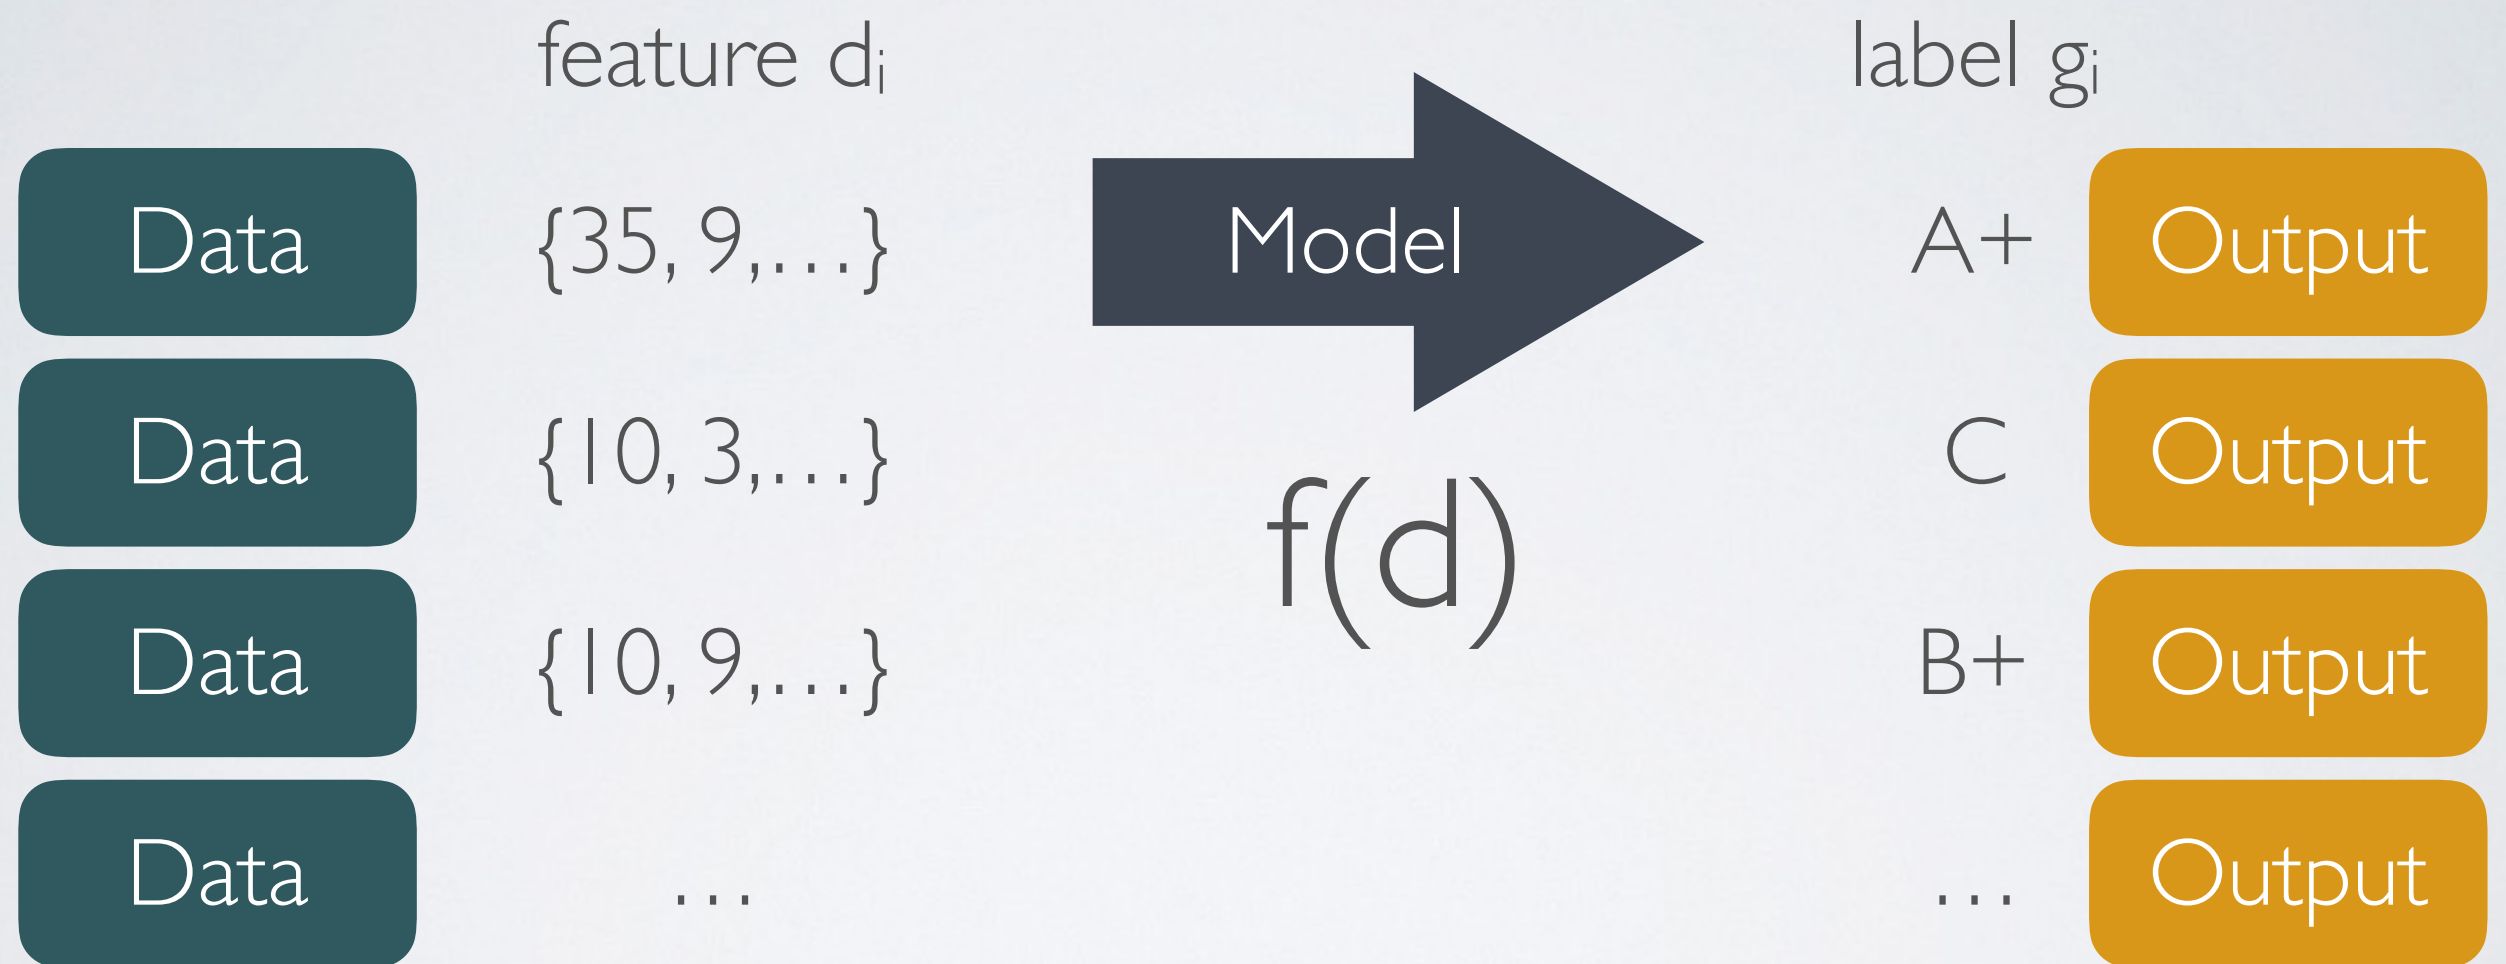 feature di
label gi
Data
{35, 9, . . .}
Model
A+
Output
Data
{10, 3, . . .}
C
Output
f(d)
Data
{10, 9, . . .}
B+
Output
Data
. . .
. . .
Output